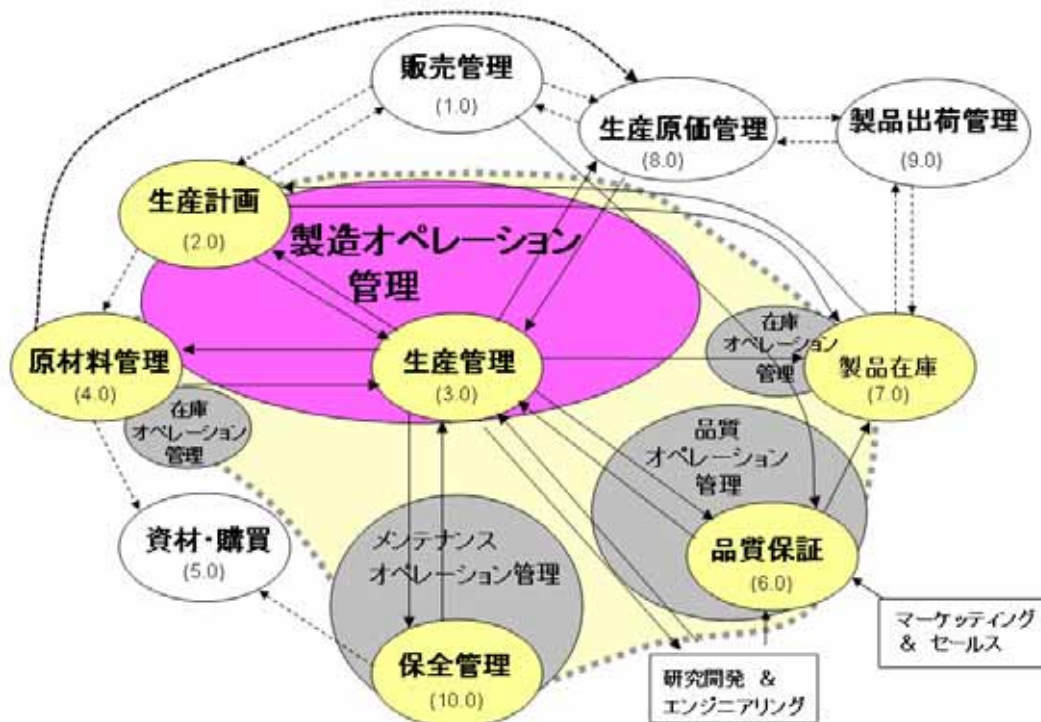 販売管理
(1.0)
生産原価管理
(8.0)
製品出荷管理
(9.0)
生産計画
(2.0)
製造オペレーション
管理
原材料管理
(4.0)
生産管理
(3.0)
在庫
オペレーション
管理
製品在庫
(7.0)
在庫
オペレーション
管理
品質
オペレーション
管理
資材・購買
(5.0)
メンテナンス
オペレーション管理
品質保証
(6.0)
マーケッティング
& セールス
保全管理
(10.0)
研究開発 &
エンジニアリング